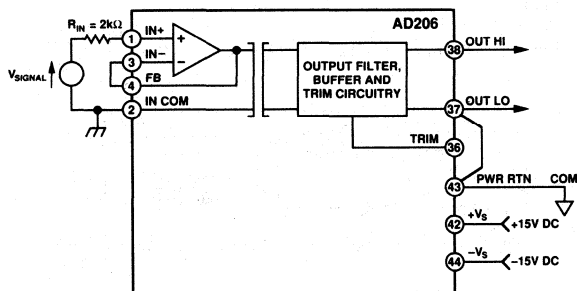 AD206
R_IN = 2kΩ
1 IN+
3 IN−
4 FB
2 IN COM
V_SIGNAL
+
−
OUTPUT FILTER,
BUFFER AND
TRIM CIRCUITRY
38 OUT HI
37 OUT LO
TRIM 36
43 PWR RTN COM
42 +V_S +15V DC
44 −V_S −15V DC